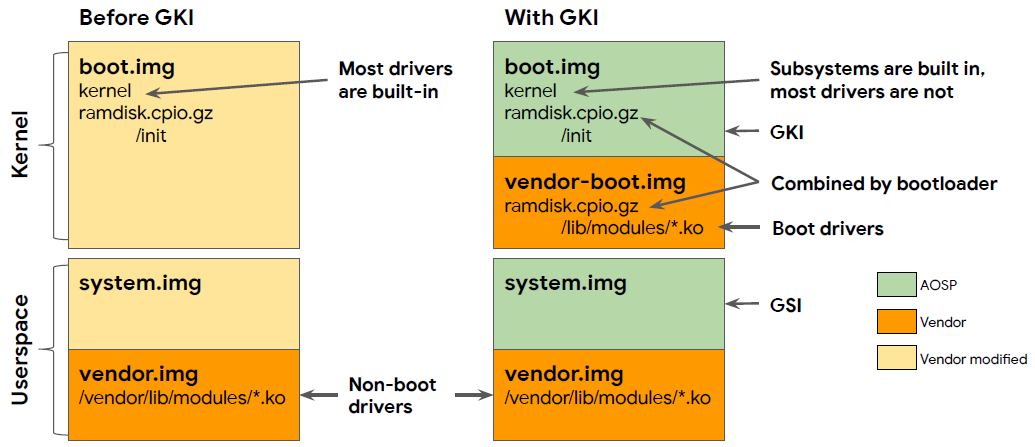 Before GKI
With GKI
Kernel
boot.img
kernel
ramdisk.cpio.gz
/init
Most drivers
are built-in
boot.img
kernel
ramdisk.cpio.gz
/init
vendor-boot.img
ramdisk.cpio.gz
/lib/modules/*.ko
Subsystems are built in,
most drivers are not
GKI
Combined by bootloader
Boot drivers
Userspace
system.img
vendor.img
/vendor/lib/modules/*.ko
Non-boot
drivers
system.img
vendor.img
/vendor/lib/modules/*.ko
GSI
AOSP
Vendor
Vendor modified